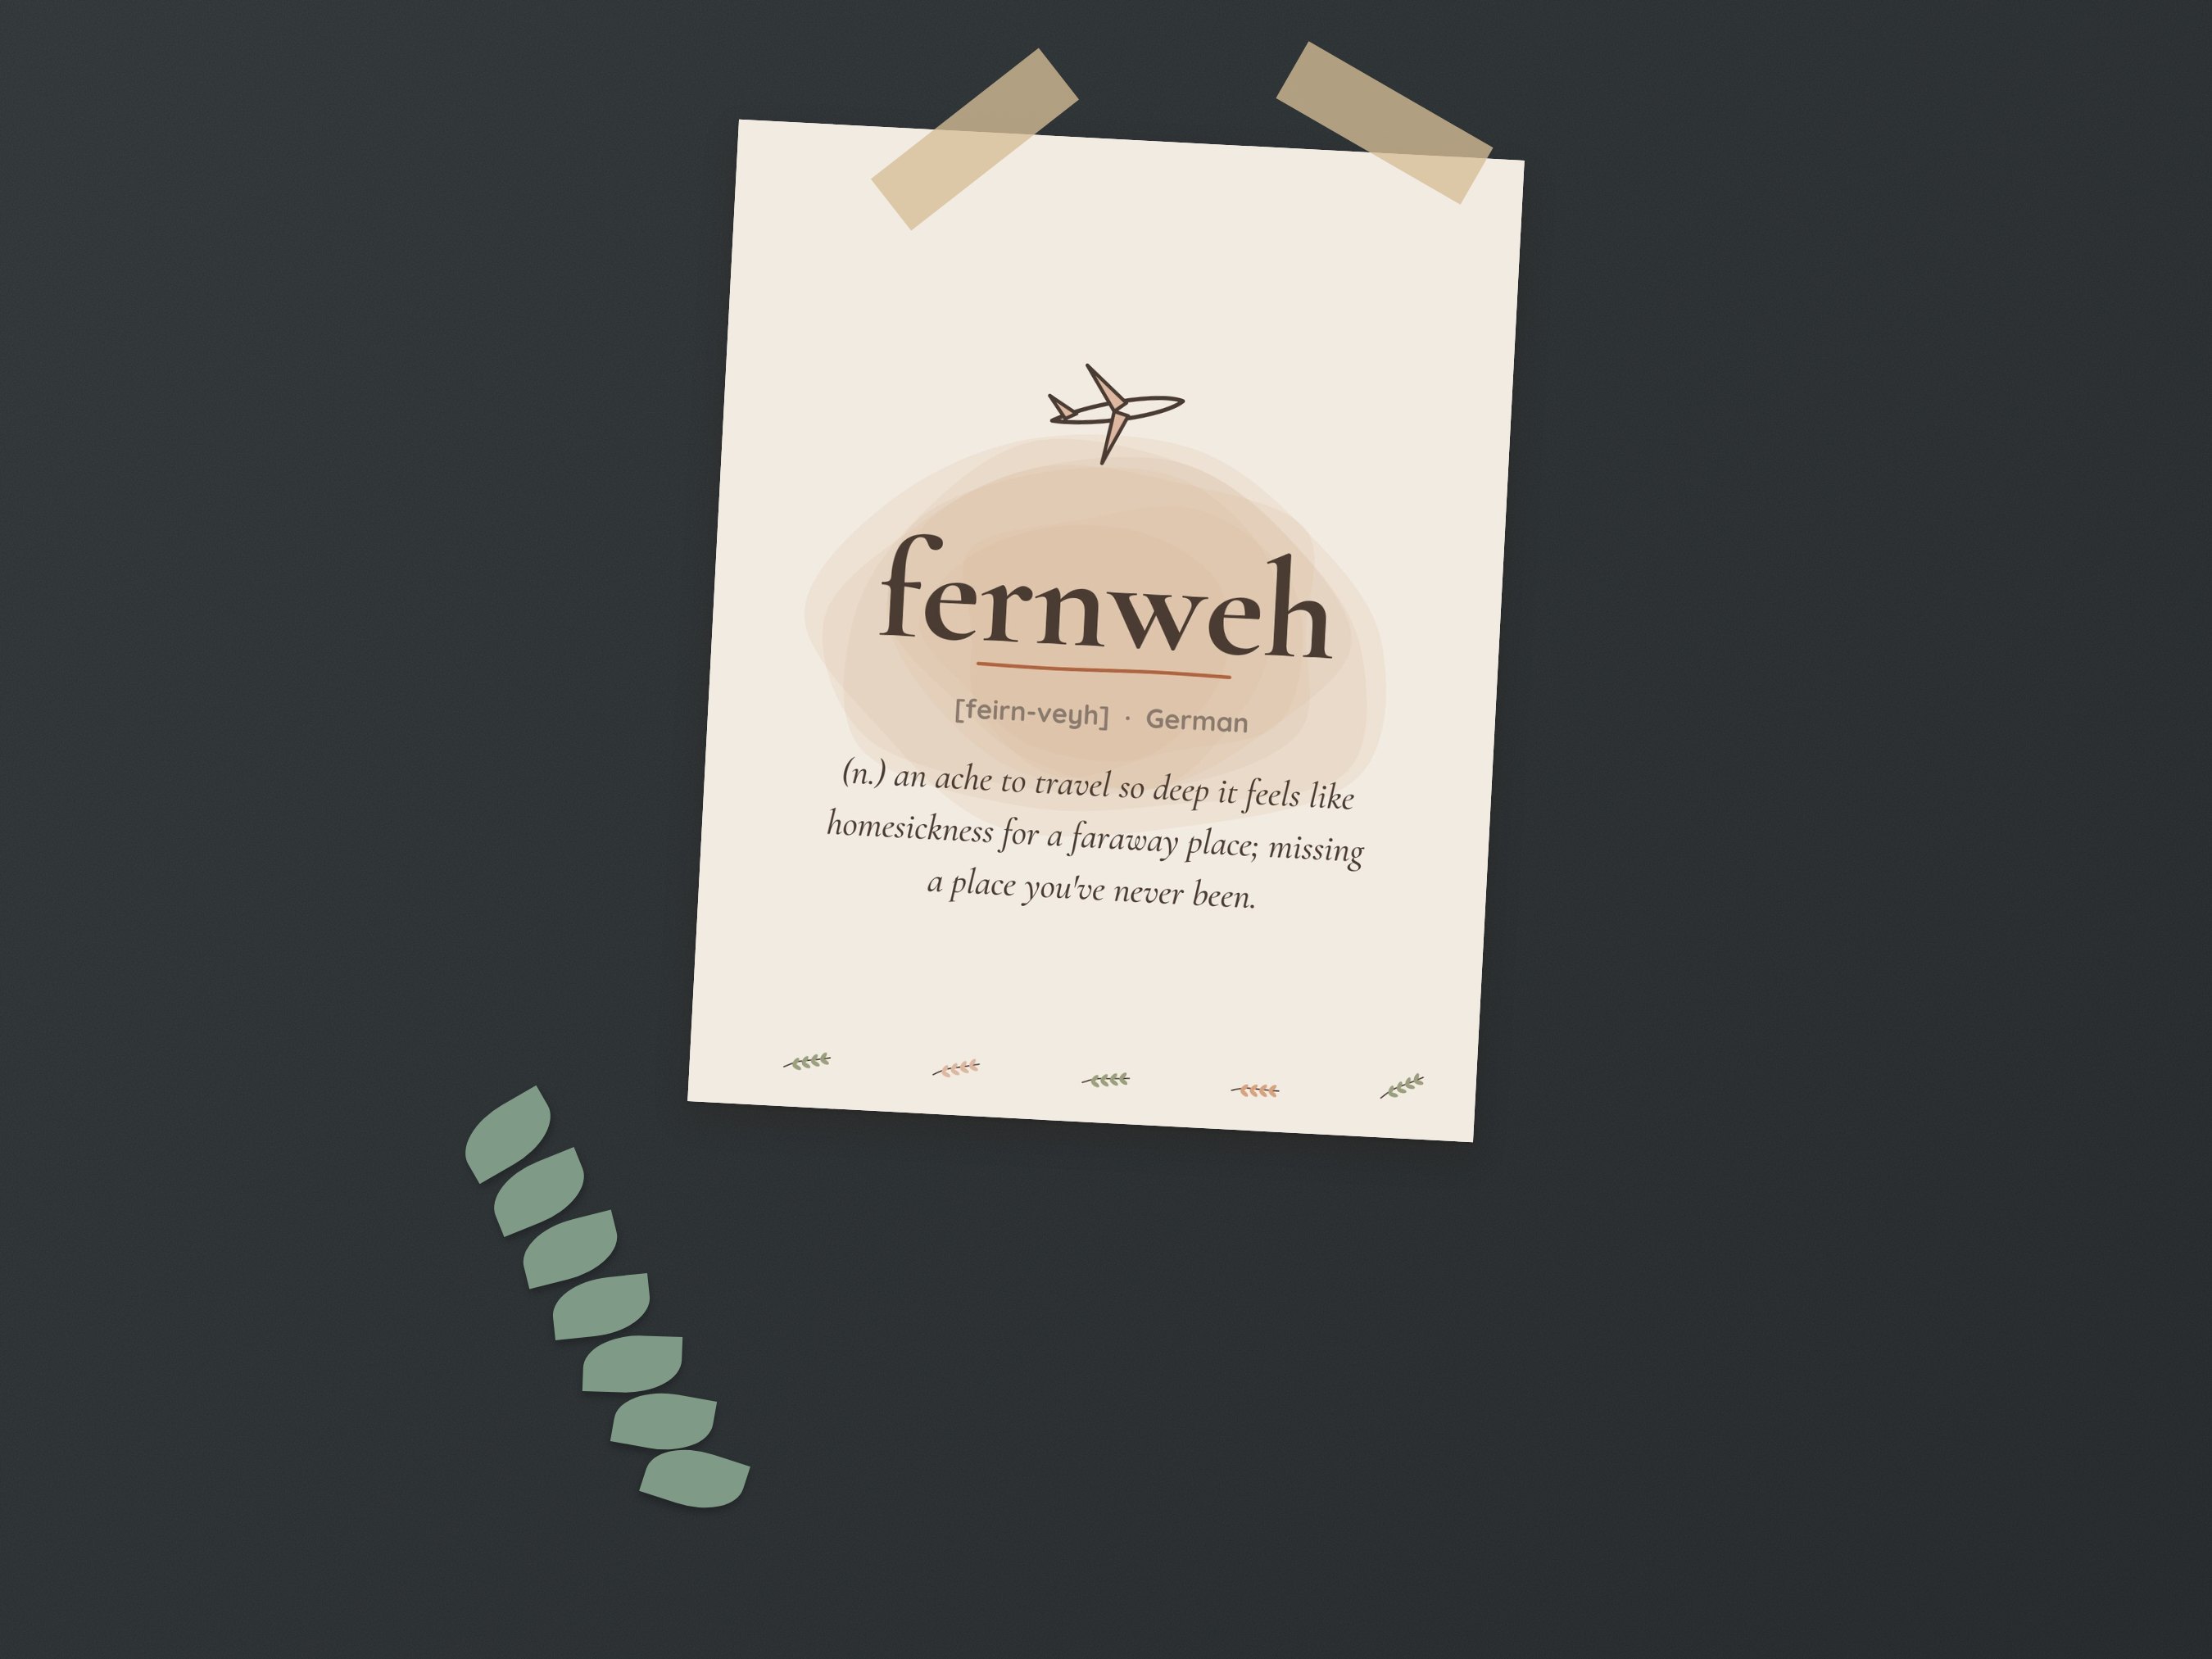 fernweh
[feirn-veyh] · German
(n.) an ache to travel so deep it feels like
homesickness for a faraway place; missing
a place you've never been.